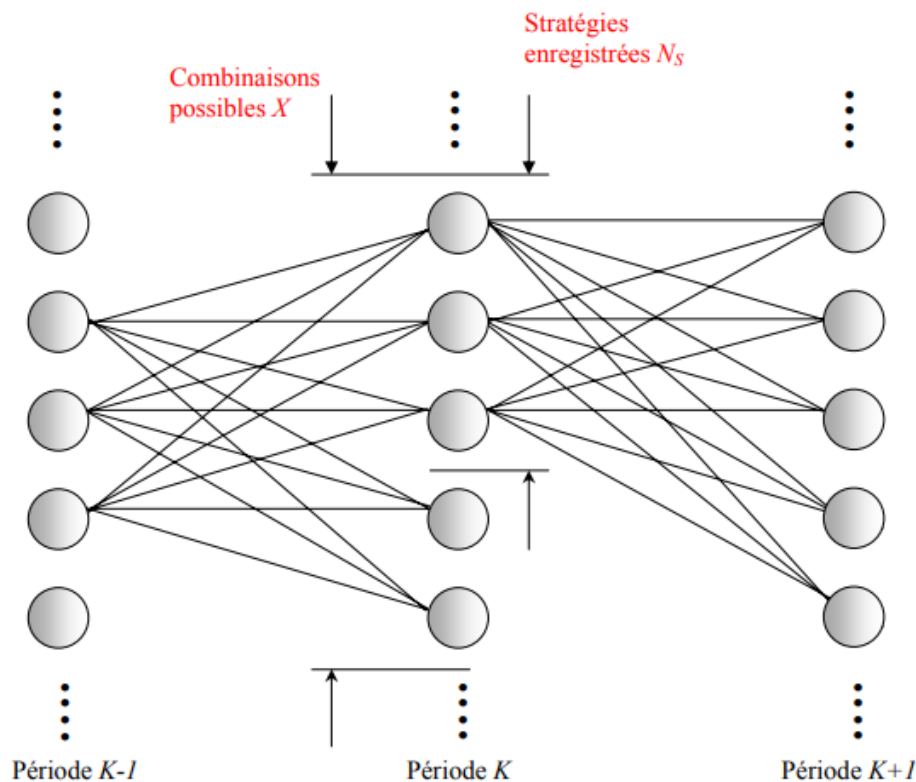 Stratégies
enregistrées N_S
Combinaisons
possibles X
Période K-1
Période K
Période K+1